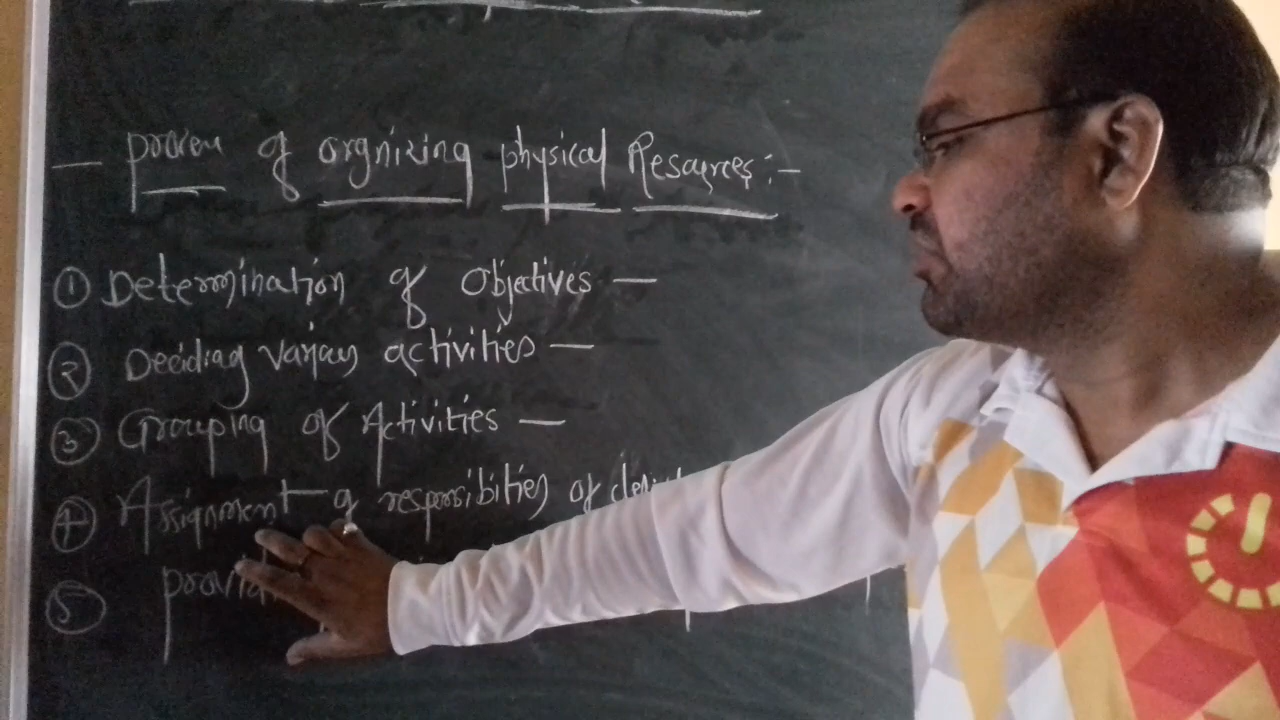 — process of orgnizing physical Resources :-
① Determination of Objectives —
② Deciding various activities —
③ Grouping of Activities —
④ Assignment of responsibities of
⑤